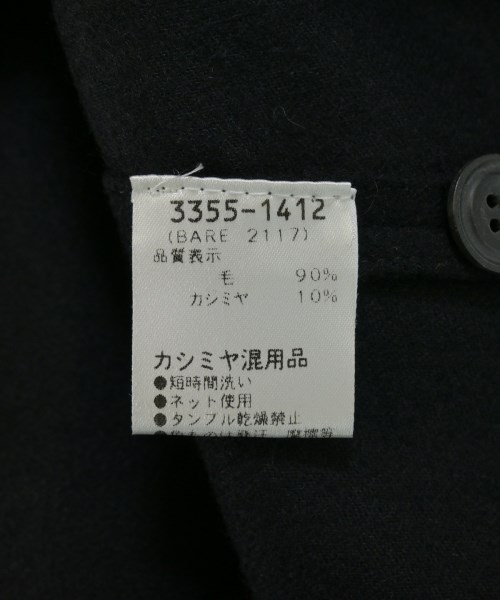 3355-1412
(BARE 2117)
品質表示
毛 90%
カシミヤ 10%
カシミヤ混用品
●短時間洗い
●ネット使用
●タンブル乾燥禁止